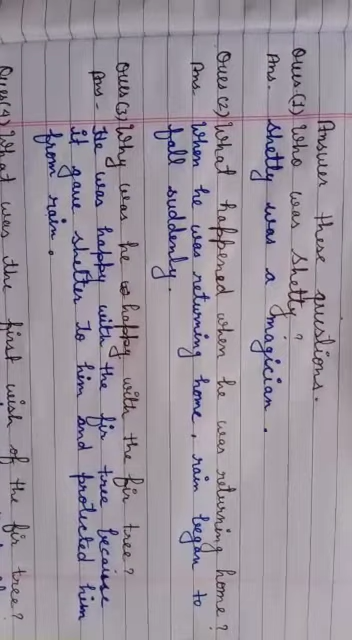 Answer these questions.
Ques.(1) Who was Shetty?
Ans. Shetty was a magician.
Ques (2) What happened when he was returning home?
Ans- When he was returning home, rain began to
fall suddenly.
Ques (3) Why was he happy with the fir tree?
Ans- He was happy with the fir tree because
it gave shelter to him and protected him
from rain.
Ques(4) What was the first wish of the fir tree?